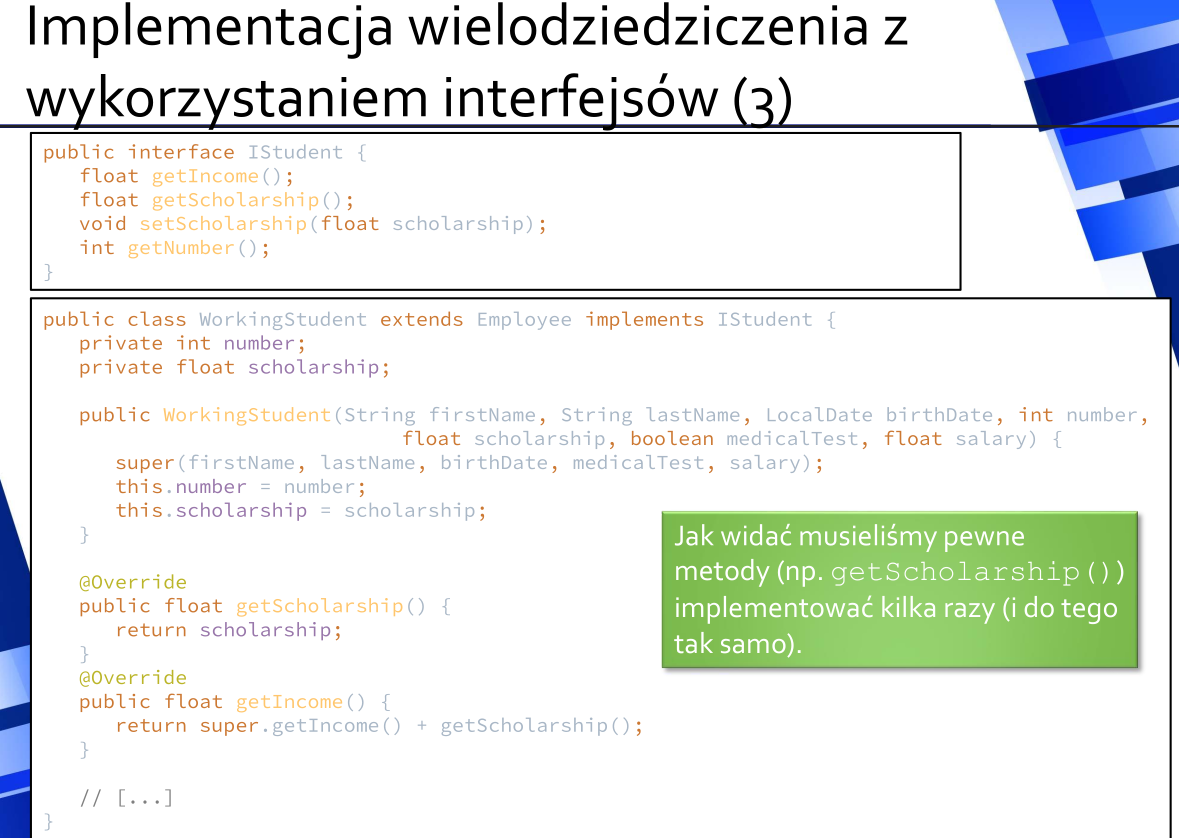 Implementacja wielodziedziczenia z
wykorzystaniem interfejsów (3)
public interface IStudent {
   float getIncome();
   float getScholarship();
   void setScholarship(float scholarship);
   int getNumber();
}
public class WorkingStudent extends Employee implements IStudent {
   private int number;
   private float scholarship;

   public WorkingStudent(String firstName, String lastName, LocalDate birthDate, int number,
                              float scholarship, boolean medicalTest, float salary) {
      super(firstName, lastName, birthDate, medicalTest, salary);
      this.number = number;
      this.scholarship = scholarship;
   }

   @Override
   public float getScholarship() {
      return scholarship;
   }
   @Override
   public float getIncome() {
      return super.getIncome() + getScholarship();
   }

   // [...]
}
Jak widać musieliśmy pewne
metody (np. getScholarship())
implementować kilka razy (i do tego
tak samo).